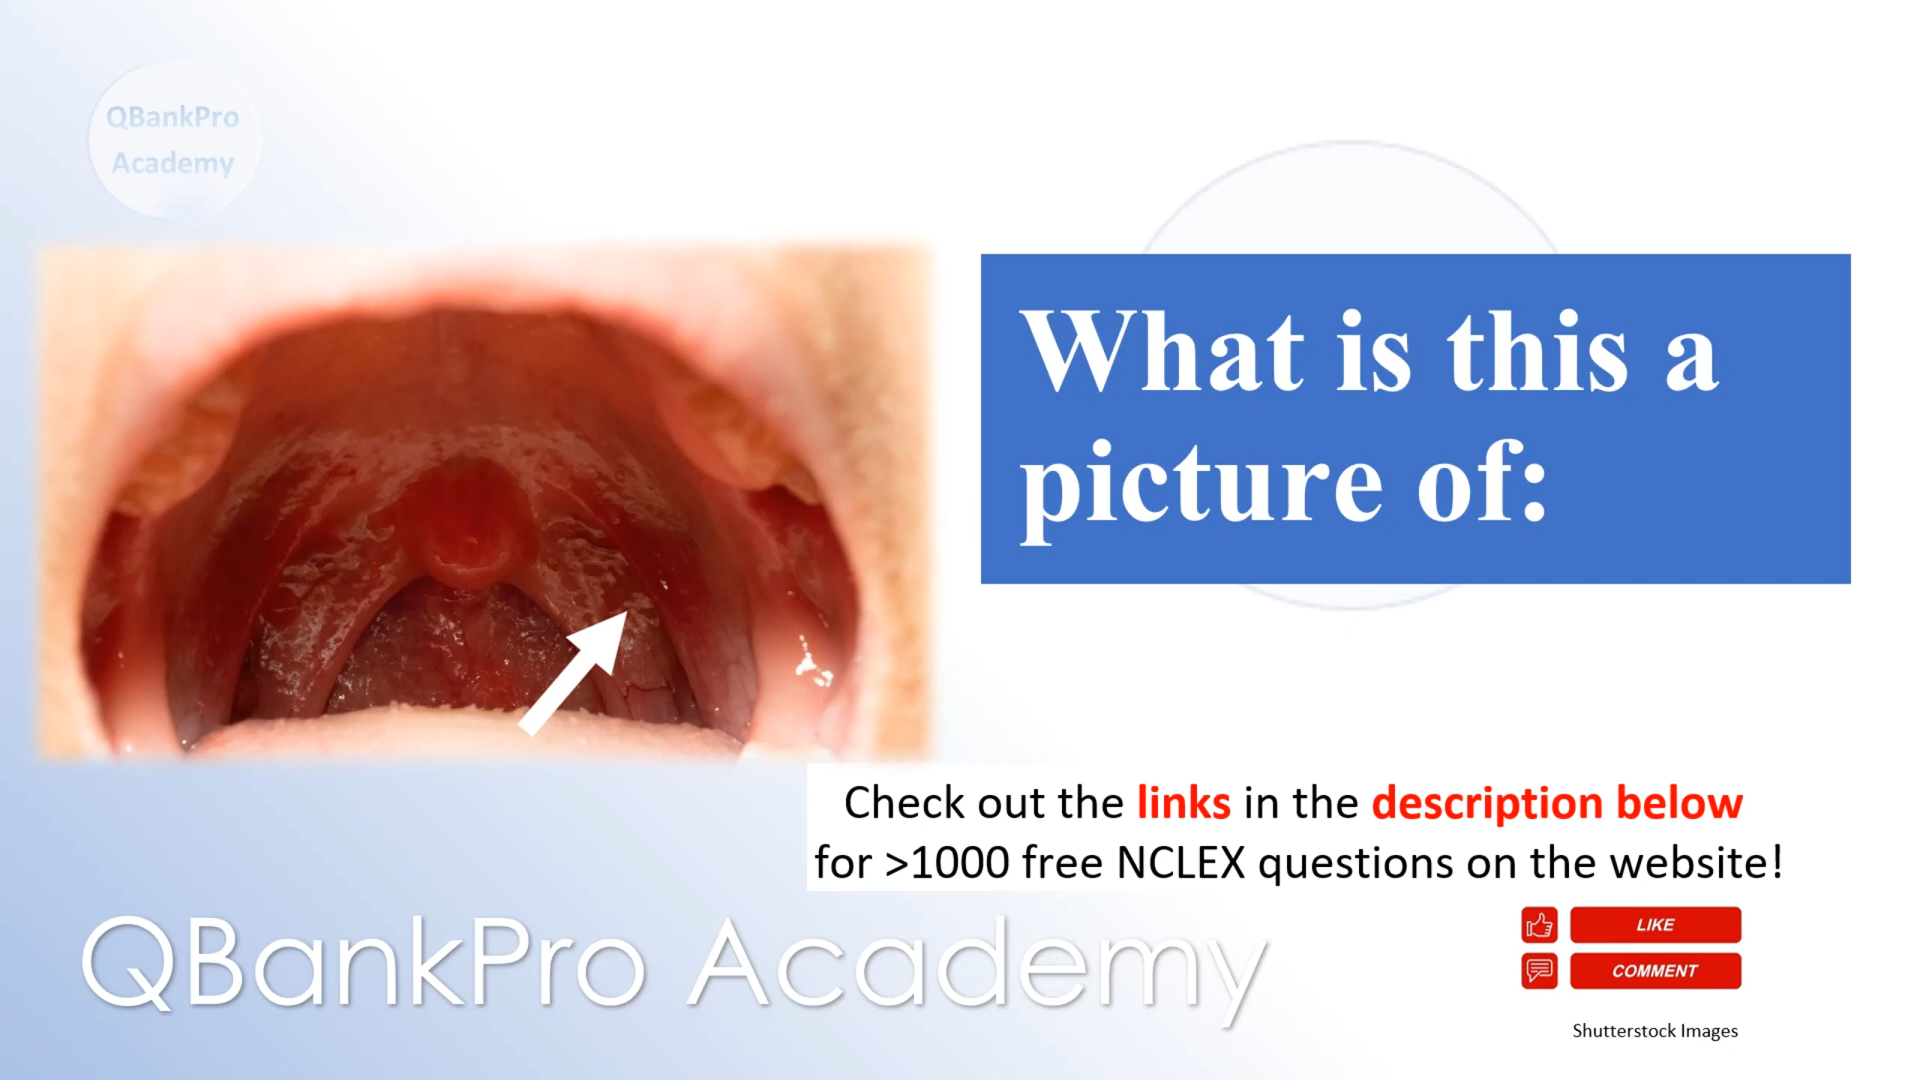 QBankPro
Academy
What is this a
picture of:
Check out the links in the description below
for >1000 free NCLEX questions on the website!
QBankPro Academy
LIKE
COMMENT
Shutterstock Images